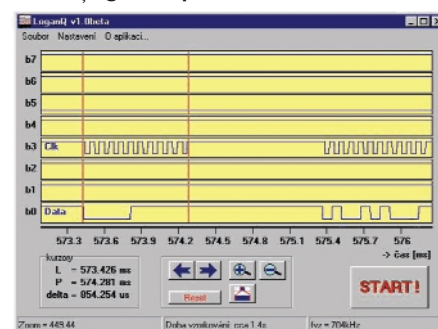 LoganQ v1.0beta
Soubor Nastavení O aplikaci...
b7
b6
b5
b4
b3 Clk
b2
b1
b0 Data
573.3 573.6 573.9 574.2 574.5 574.8 575.1 575.4 575.7 576
-> čas [ms]
kurzory
L = 573.426 ms
P = 574.281 ms
delta = 854.254 us
Reset
START!
Zoom = 449.44 Doba vzorkování cca 1.4s fvz = 704kHz